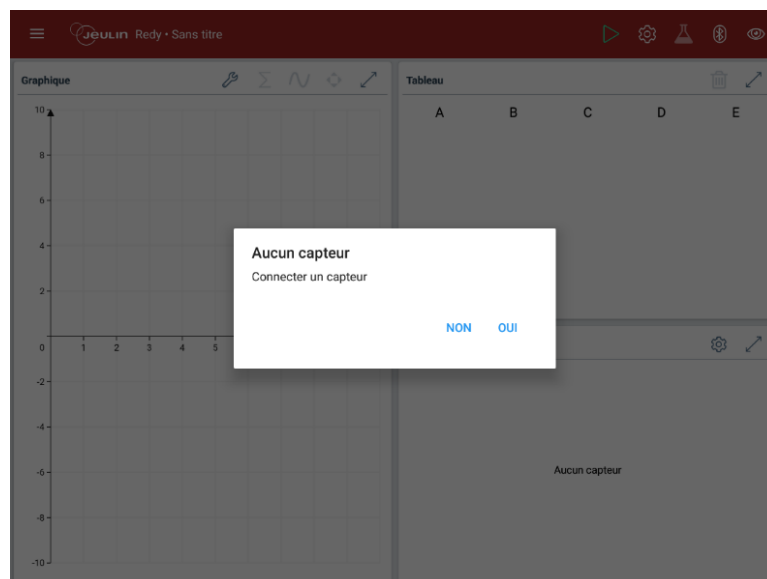 Jeulin Redy • Sans titre
Graphique
Tableau
A B C D E
10
8
6
4
2
0 1 2 3 4 5
-2
-4
-6
-8
-10
Aucun capteur
Connecter un capteur
NON OUI
Aucun capteur